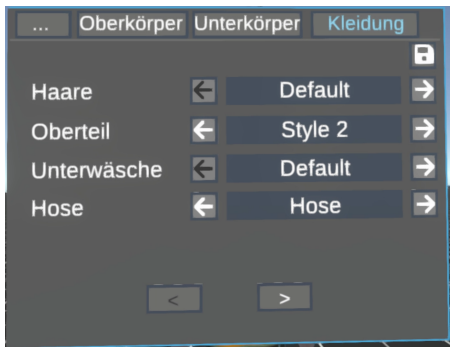 ... Oberkörper Unterkörper Kleidung
Haare ← Default →
Oberteil ← Style 2 →
Unterwäsche ← Default →
Hose ← Hose →
< >